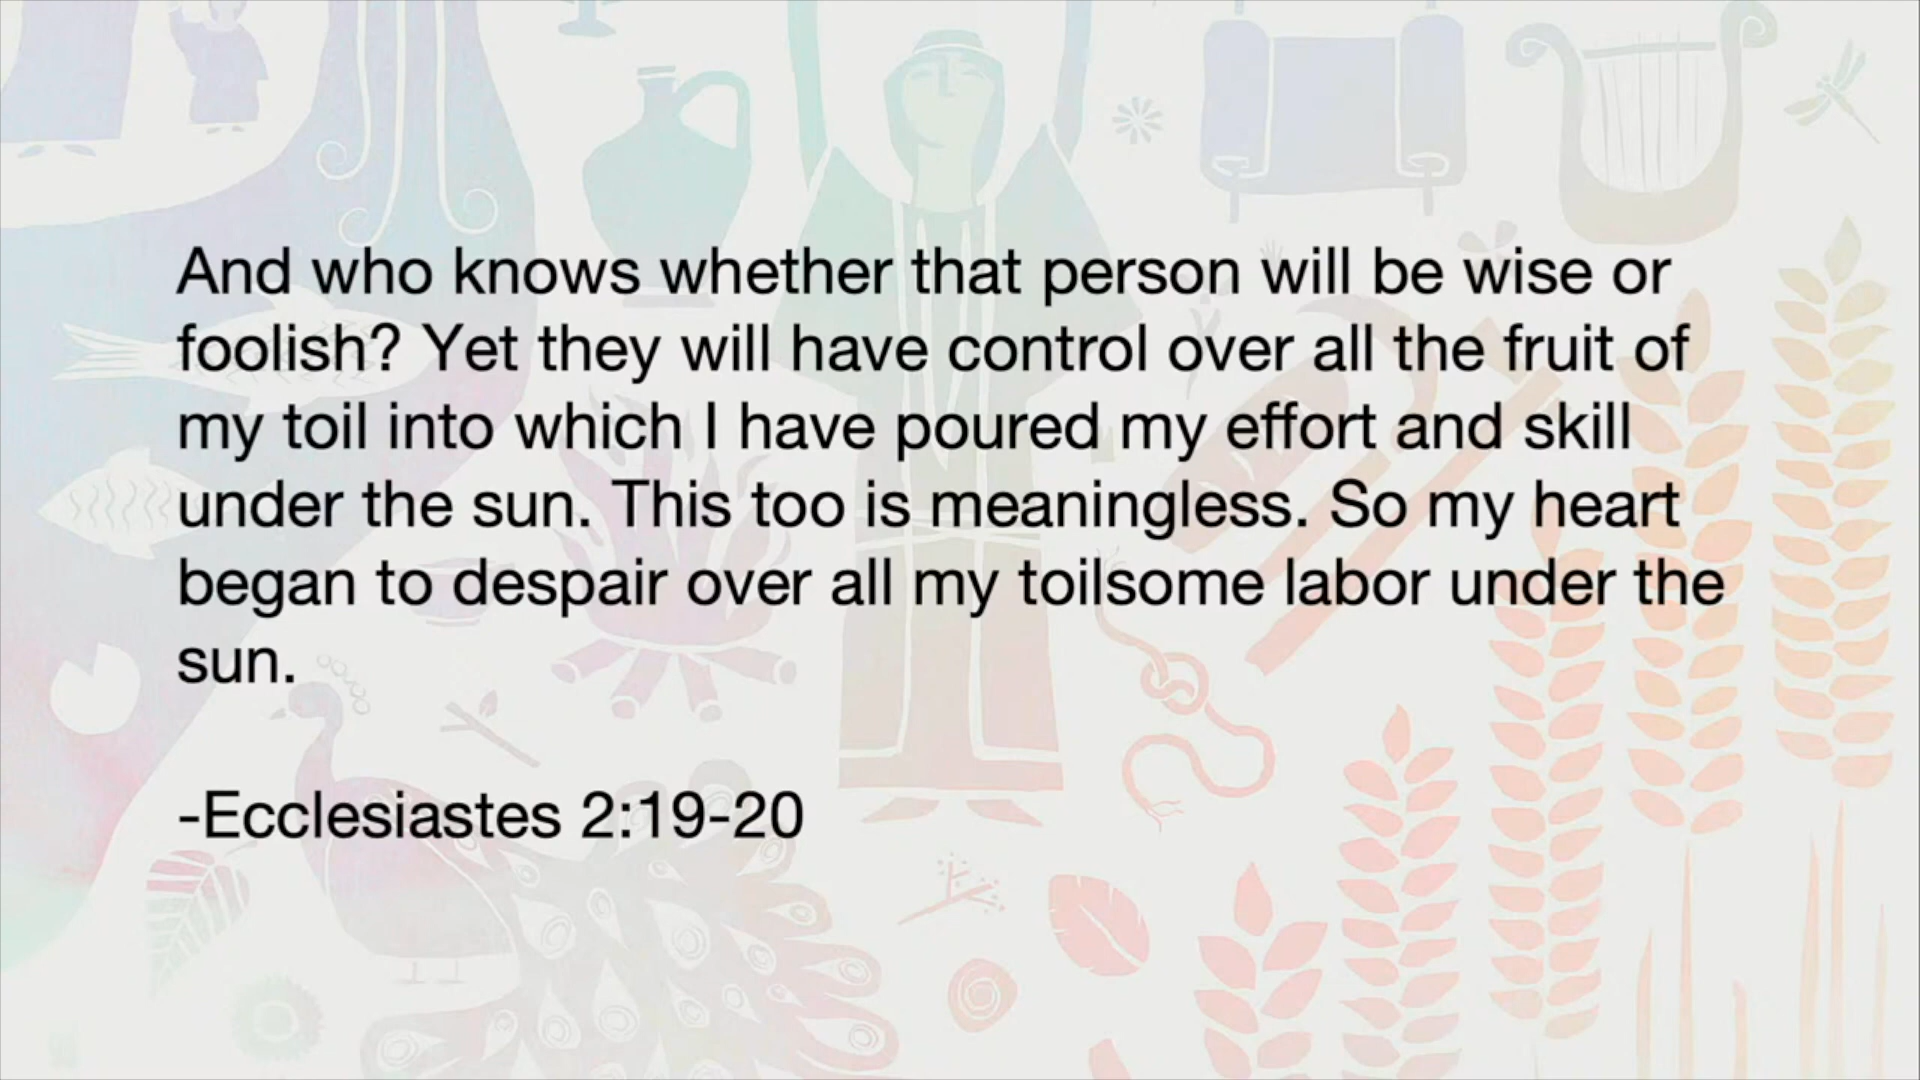 And who knows whether that person will be wise or
foolish? Yet they will have control over all the fruit of
my toil into which I have poured my effort and skill
under the sun. This too is meaningless. So my heart
began to despair over all my toilsome labor under the
sun.
-Ecclesiastes 2:19-20